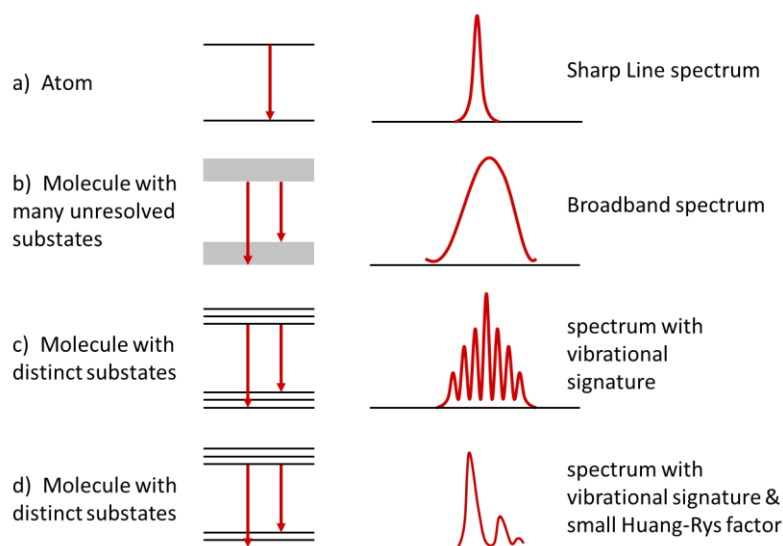 a) Atom
Sharp Line spectrum
b) Molecule with
many unresolved
substates
Broadband spectrum
c) Molecule with
distinct substates
spectrum with
vibrational
signature
d) Molecule with
distinct substates
spectrum with
vibrational signature &
small Huang-Rys factor